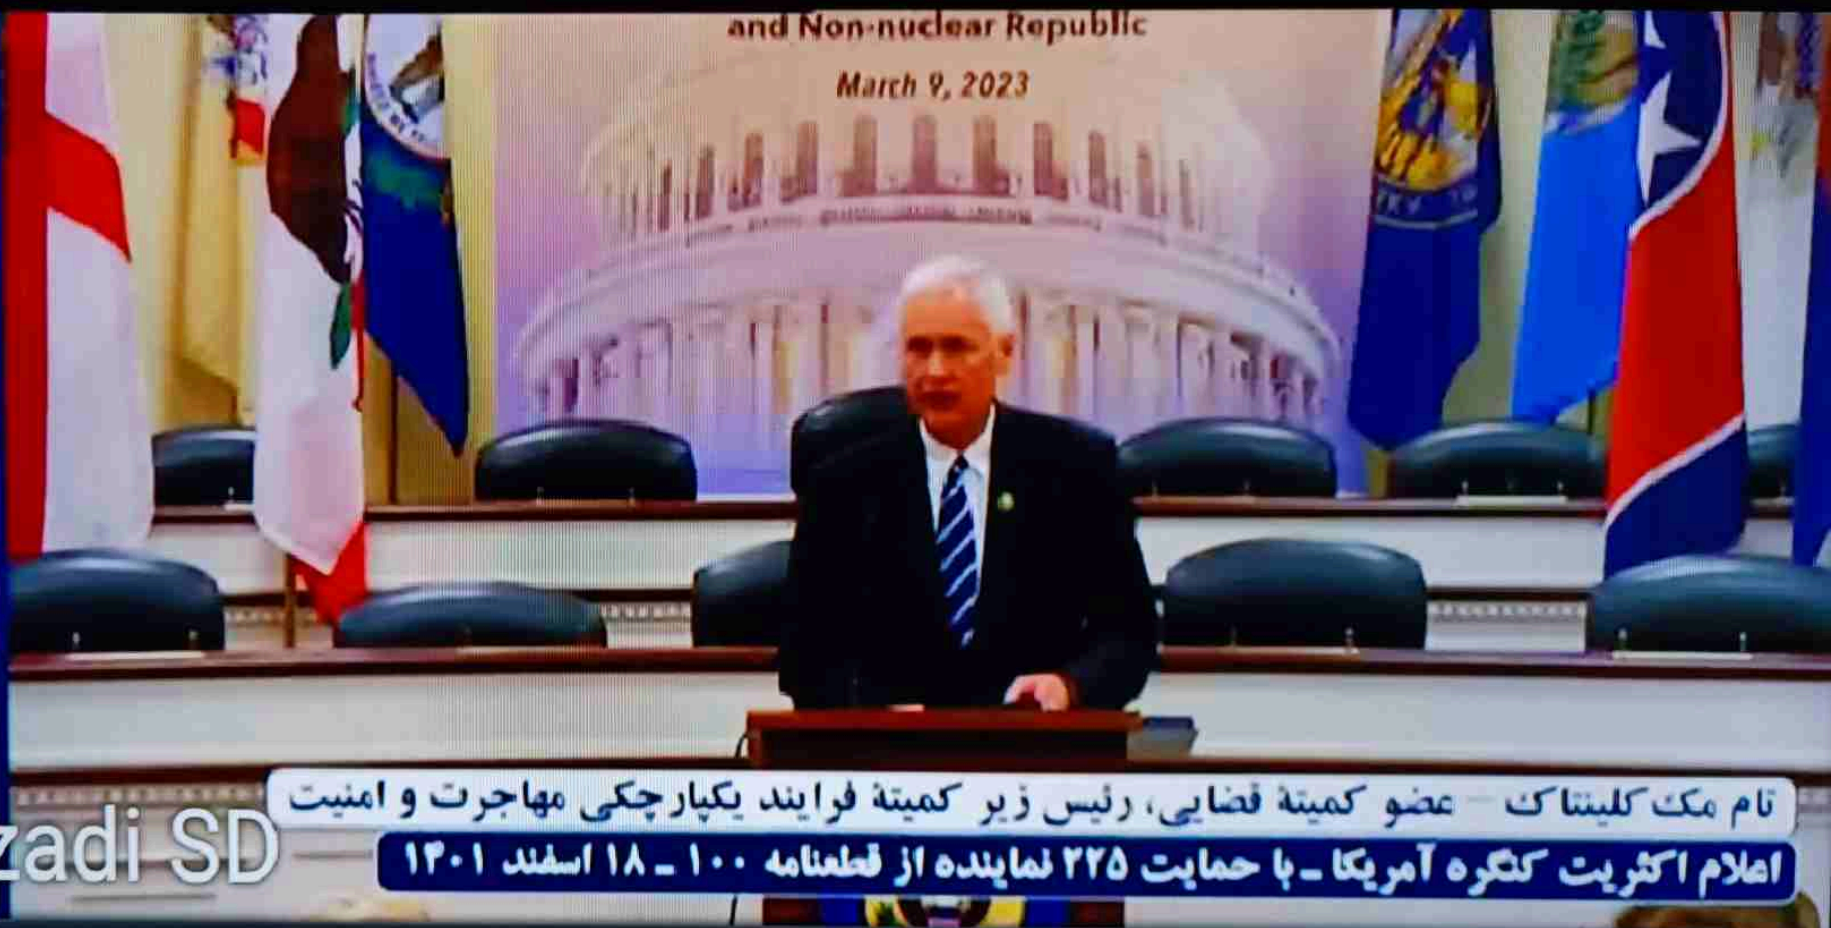 and Non-nuclear Republic
March 9, 2023
تام مک کلینتاک - عضو کمیتهٔ قضایی، رئیس زیر کمیتهٔ فرایند یکپارچکی مهاجرت و امنیت
zadi SD
اعلام اکثریت کنگره آمریکا - با حمایت ۲۲۵ نماینده از قطعنامه ۱۰۰ - ۱۸ اسفند ۱۴۰۱